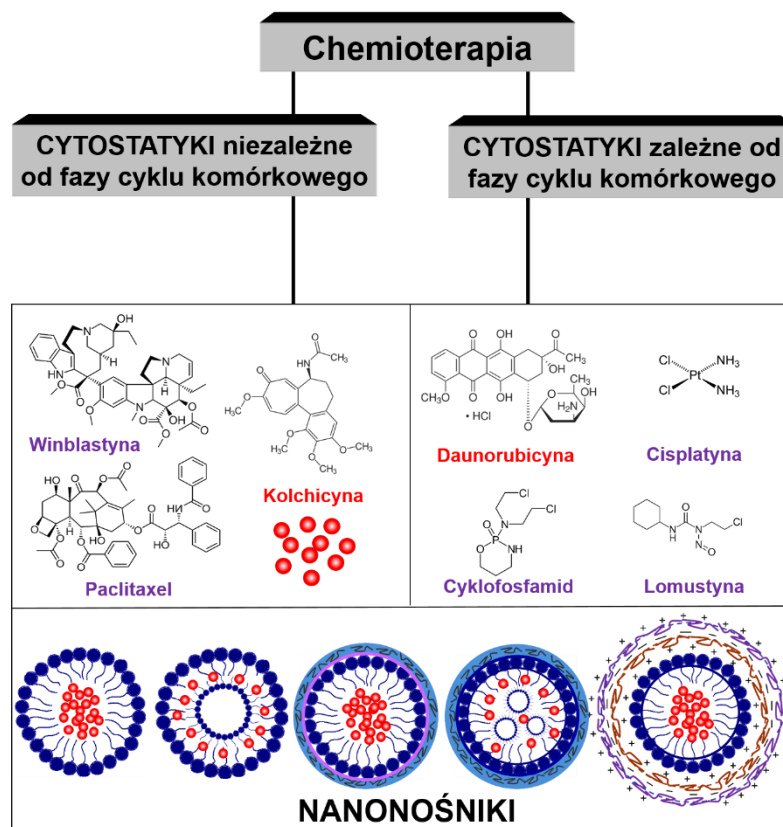 Chemioterapia
CYTOSTATYKI niezależne
od fazy cyklu komórkowego
CYTOSTATYKI zależne od
fazy cyklu komórkowego
Winblastyna
Kolchicyna
Paclitaxel
Daunorubicyna
Cisplatyna
Cyklofosfamid
Lomustyna
NANONOŚNIKI